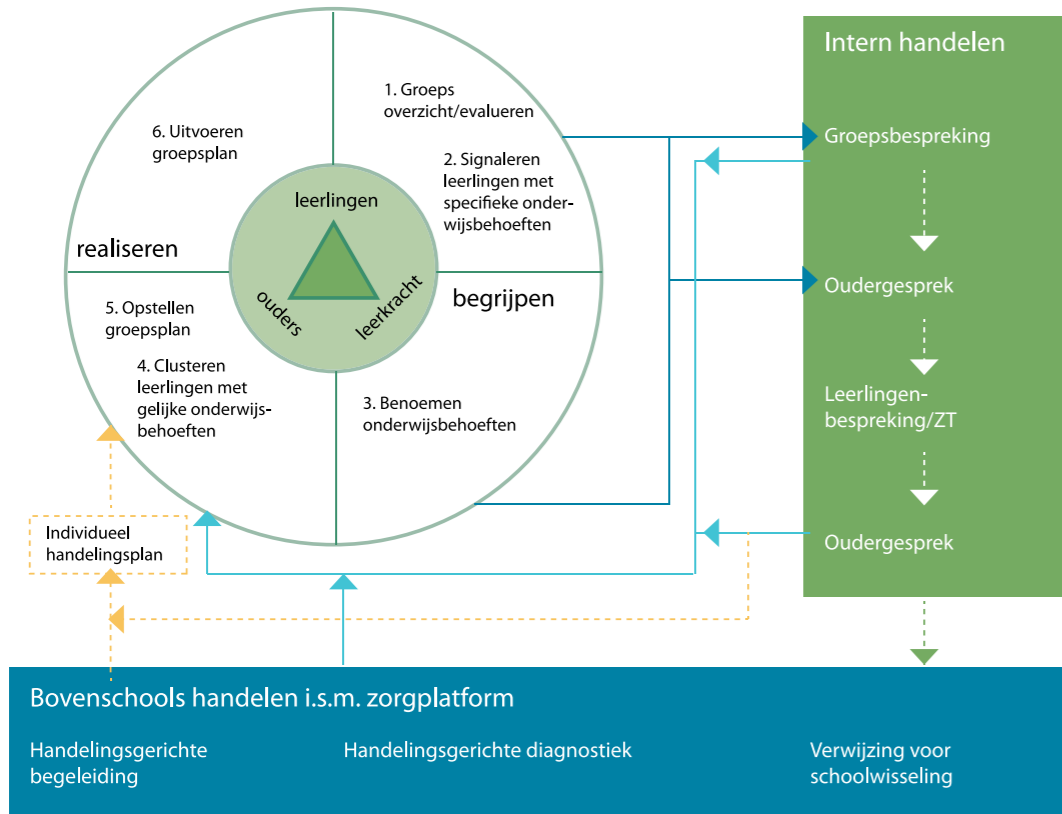 1. Groeps
overzicht/evalueren
2. Signaleren
leerlingen met
specifieke onder-
wijsbehoeften
begrijpen
3. Benoemen
onderwijsbehoeften
4. Clusteren
leerlingen met
gelijke onderwijs-
behoeften
5. Opstellen
groepsplan
realiseren
6. Uitvoeren
groepsplan
leerlingen
ouders
leerkracht
Individueel
handelingsplan
Intern handelen
Groepsbespreking
Oudergesprek
Leerlingen-
bespreking/ZT
Oudergesprek
Bovenschools handelen i.s.m. zorgplatform
Handelingsgerichte
begeleiding
Handelingsgerichte diagnostiek
Verwijzing voor
schoolwisseling